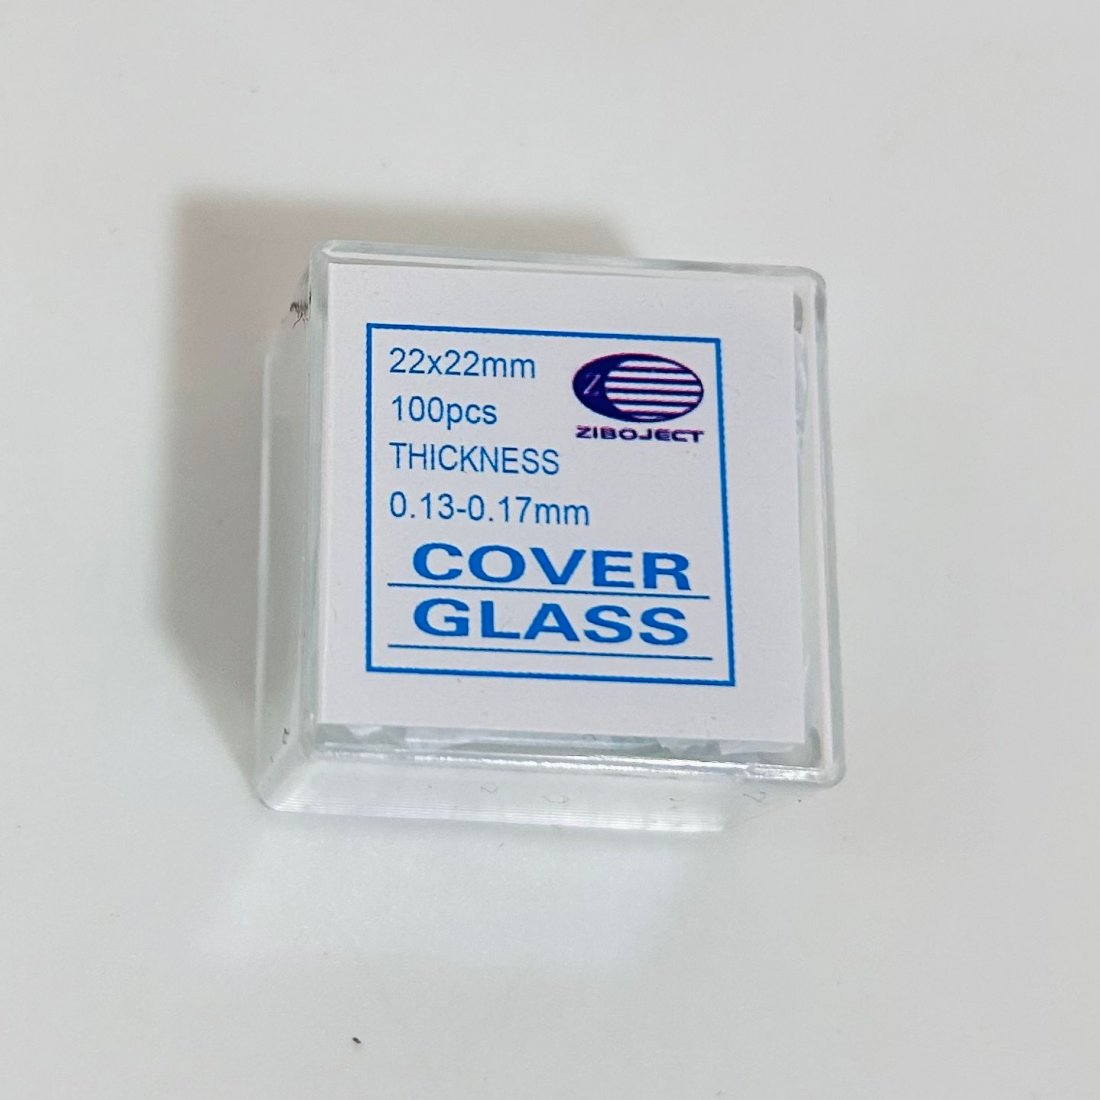 22x22mm
100pcs
THICKNESS
0.13-0.17mm
Z
ZIBOJECT
COVER
GLASS